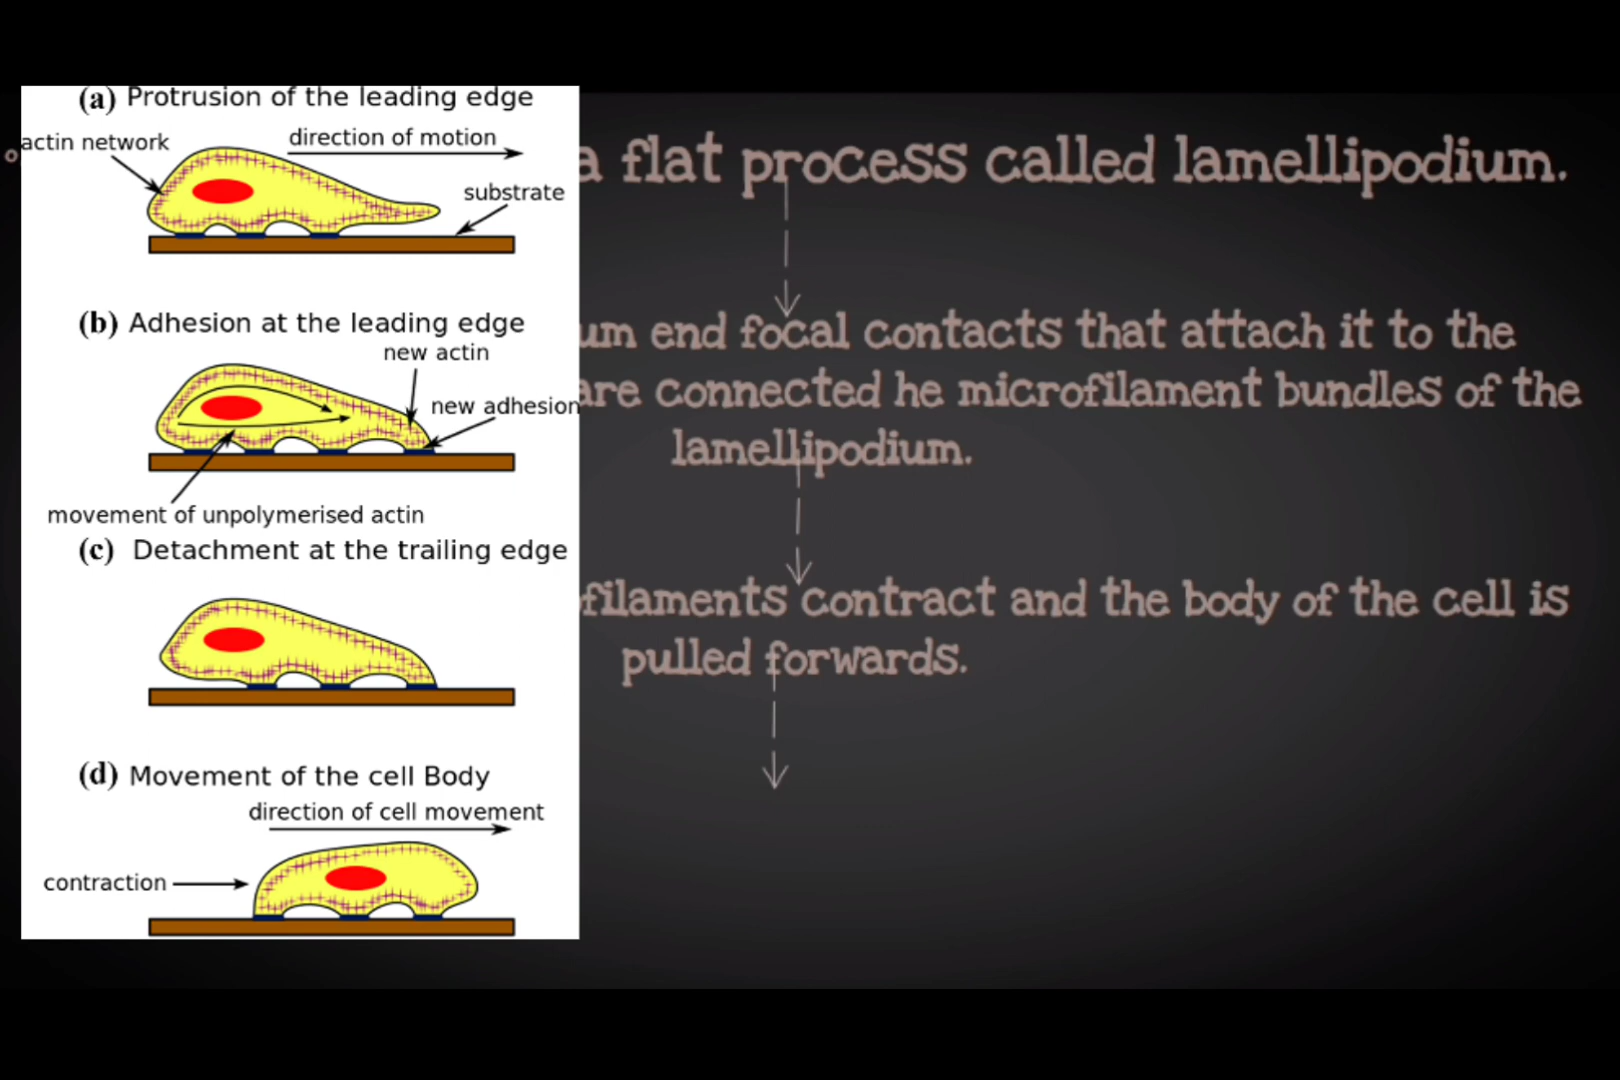 (a) Protrusion of the leading edge
actin network
direction of motion
substrate
(b) Adhesion at the leading edge
new actin
new adhesion
movement of unpolymerised actin
(c) Detachment at the trailing edge
(d) Movement of the cell Body
direction of cell movement
contraction
a flat process called lamellipodium.
um end focal contacts that attach it to the
are connected he microfilament bundles of the
lamellipodium.
filaments contract and the body of the cell is
pulled forwards.